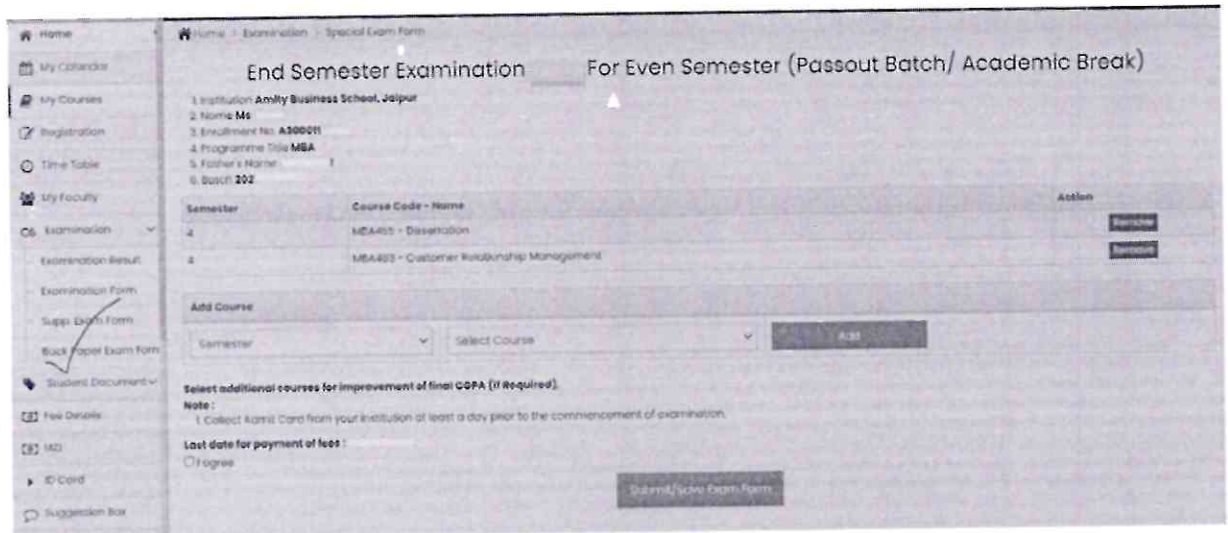 Home
My Calendar
My Courses
Registration
Time Table
My Faculty
Examination
Examination Result
Examination Form
Supp. Exam Form
Back Paper Exam Form
Student Document
Fee Details
ID Card
Suggestion Box
Home > Examination > Special Exam Form
End Semester Examination For Even Semester (Passout Batch/ Academic Break)
1. Institution Amity Business School, Jaipur
2. Name Ms
3. Enrollment No. A300011
4. Programme Title MBA
5. Father's Name
6. Batch 202
Semester Course Code - Name Action
4 MBA455 - Dissertation
4 - Customer Relationship Management
Add Course
Semester Select Course Add
Select additional courses for improvement of final CGPA (If Required).
Note :
1. Collect Admit Card from your institution at least a day prior to the commencement of examination.
Last date for payment of fees :
I agree
Submit/Save Exam Form